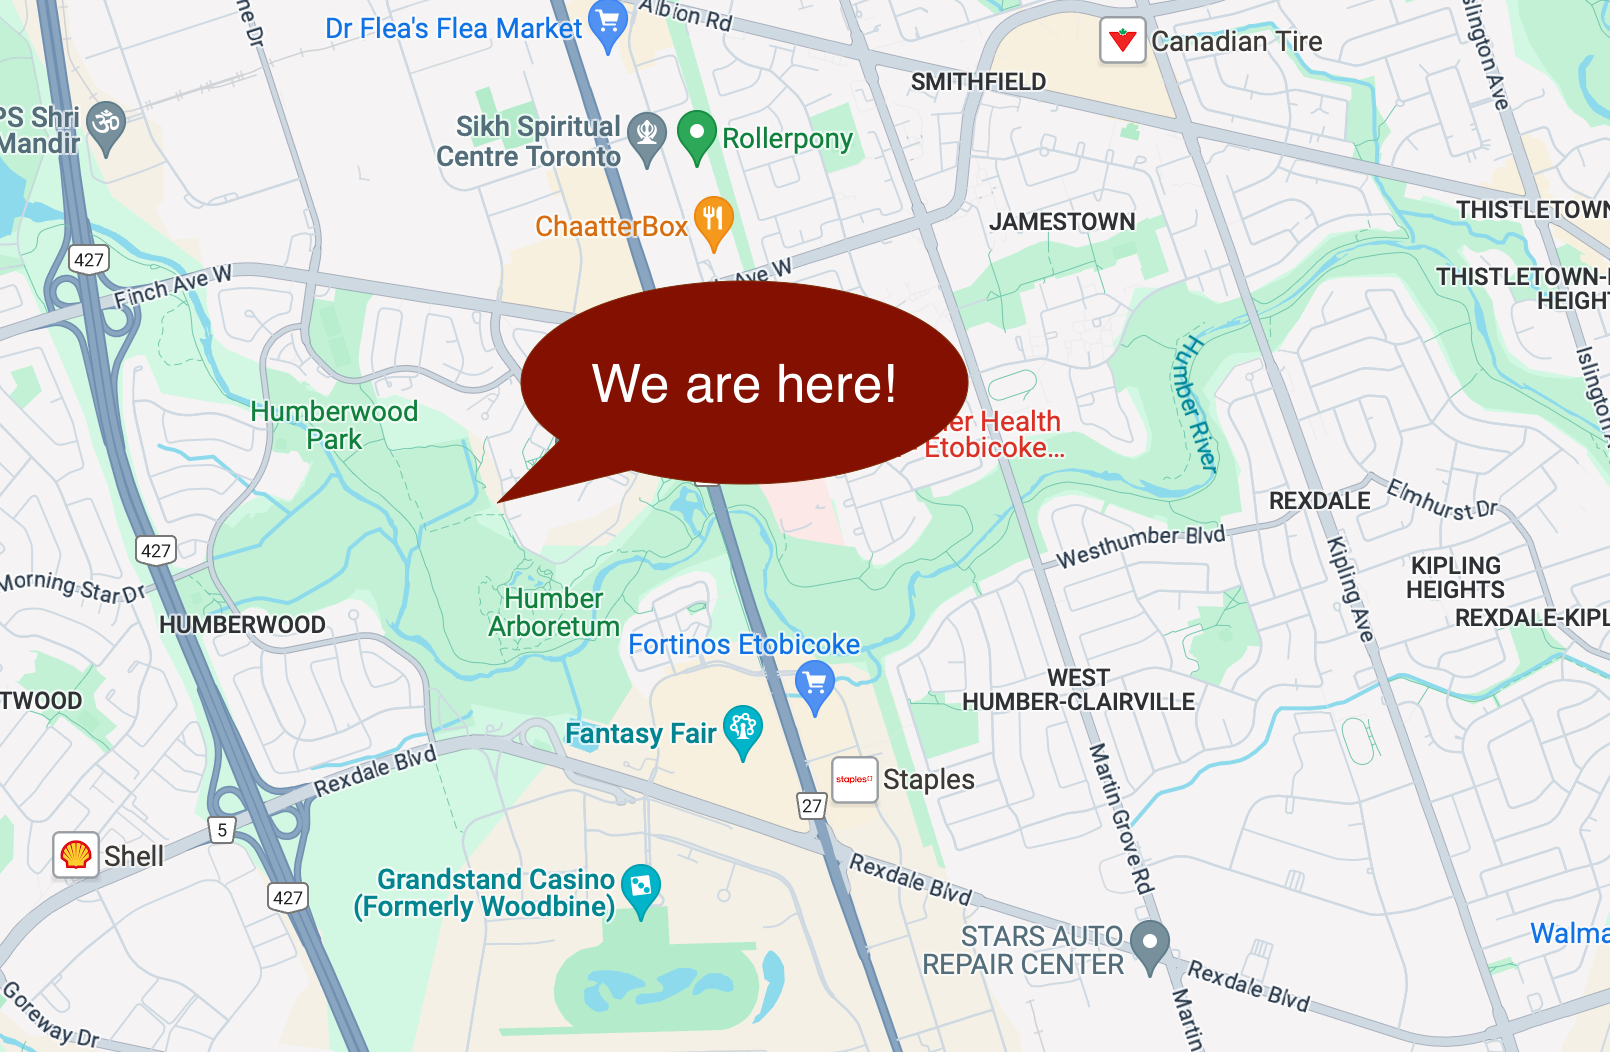 Dr Flea's Flea Market
Albion Rd
Canadian Tire
SMITHFIELD
PS Shri
Mandir
Sikh Spiritual
Centre Toronto
Rollerpony
ChaatterBox
JAMESTOWN
THISTLETOWN
THISTLETOWN-
HEIGHT
427
Finch Ave W
Ave W
We are here!
Humberwood
Park
Health
Etobicoke...
Humber River
Islington
REXDALE
Elmhurst Dr
Westhumber Blvd
427
Morning Star Dr
KIPLING
HEIGHTS
REXDALE-KIPL
Kipling Ave
HUMBERWOOD
Humber
Arboretum
Fortinos Etobicoke
WEST
HUMBER-CLAIRVILLE
TWOOD
Fantasy Fair
Rexdale Blvd
staples
Staples
27
Martin Grove Rd
5
Shell
427
Grandstand Casino
(Formerly Woodbine)
Rexdale Blvd
STARS AUTO
REPAIR CENTER
Walma
Rexdale Blvd
Goreway Dr
Martin